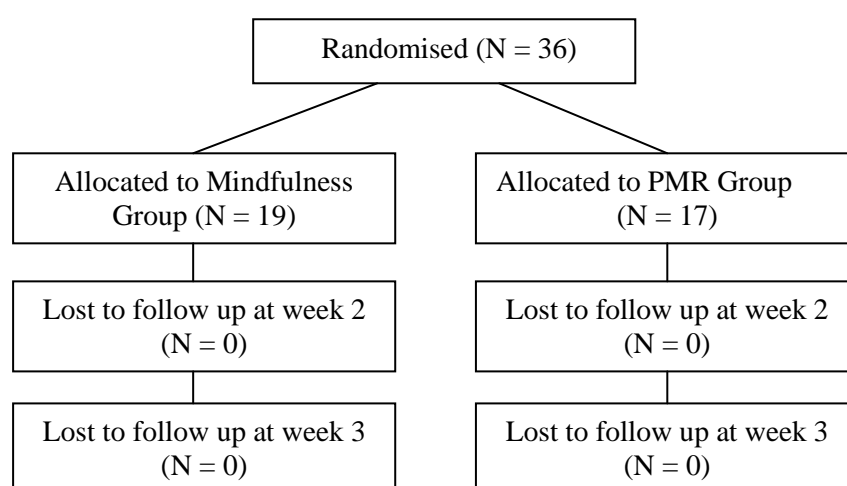 Randomised (N = 36)
Allocated to Mindfulness
Group (N = 19)
Allocated to PMR Group
(N = 17)
Lost to follow up at week 2
(N = 0)
Lost to follow up at week 2
(N = 0)
Lost to follow up at week 3
(N = 0)
Lost to follow up at week 3
(N = 0)